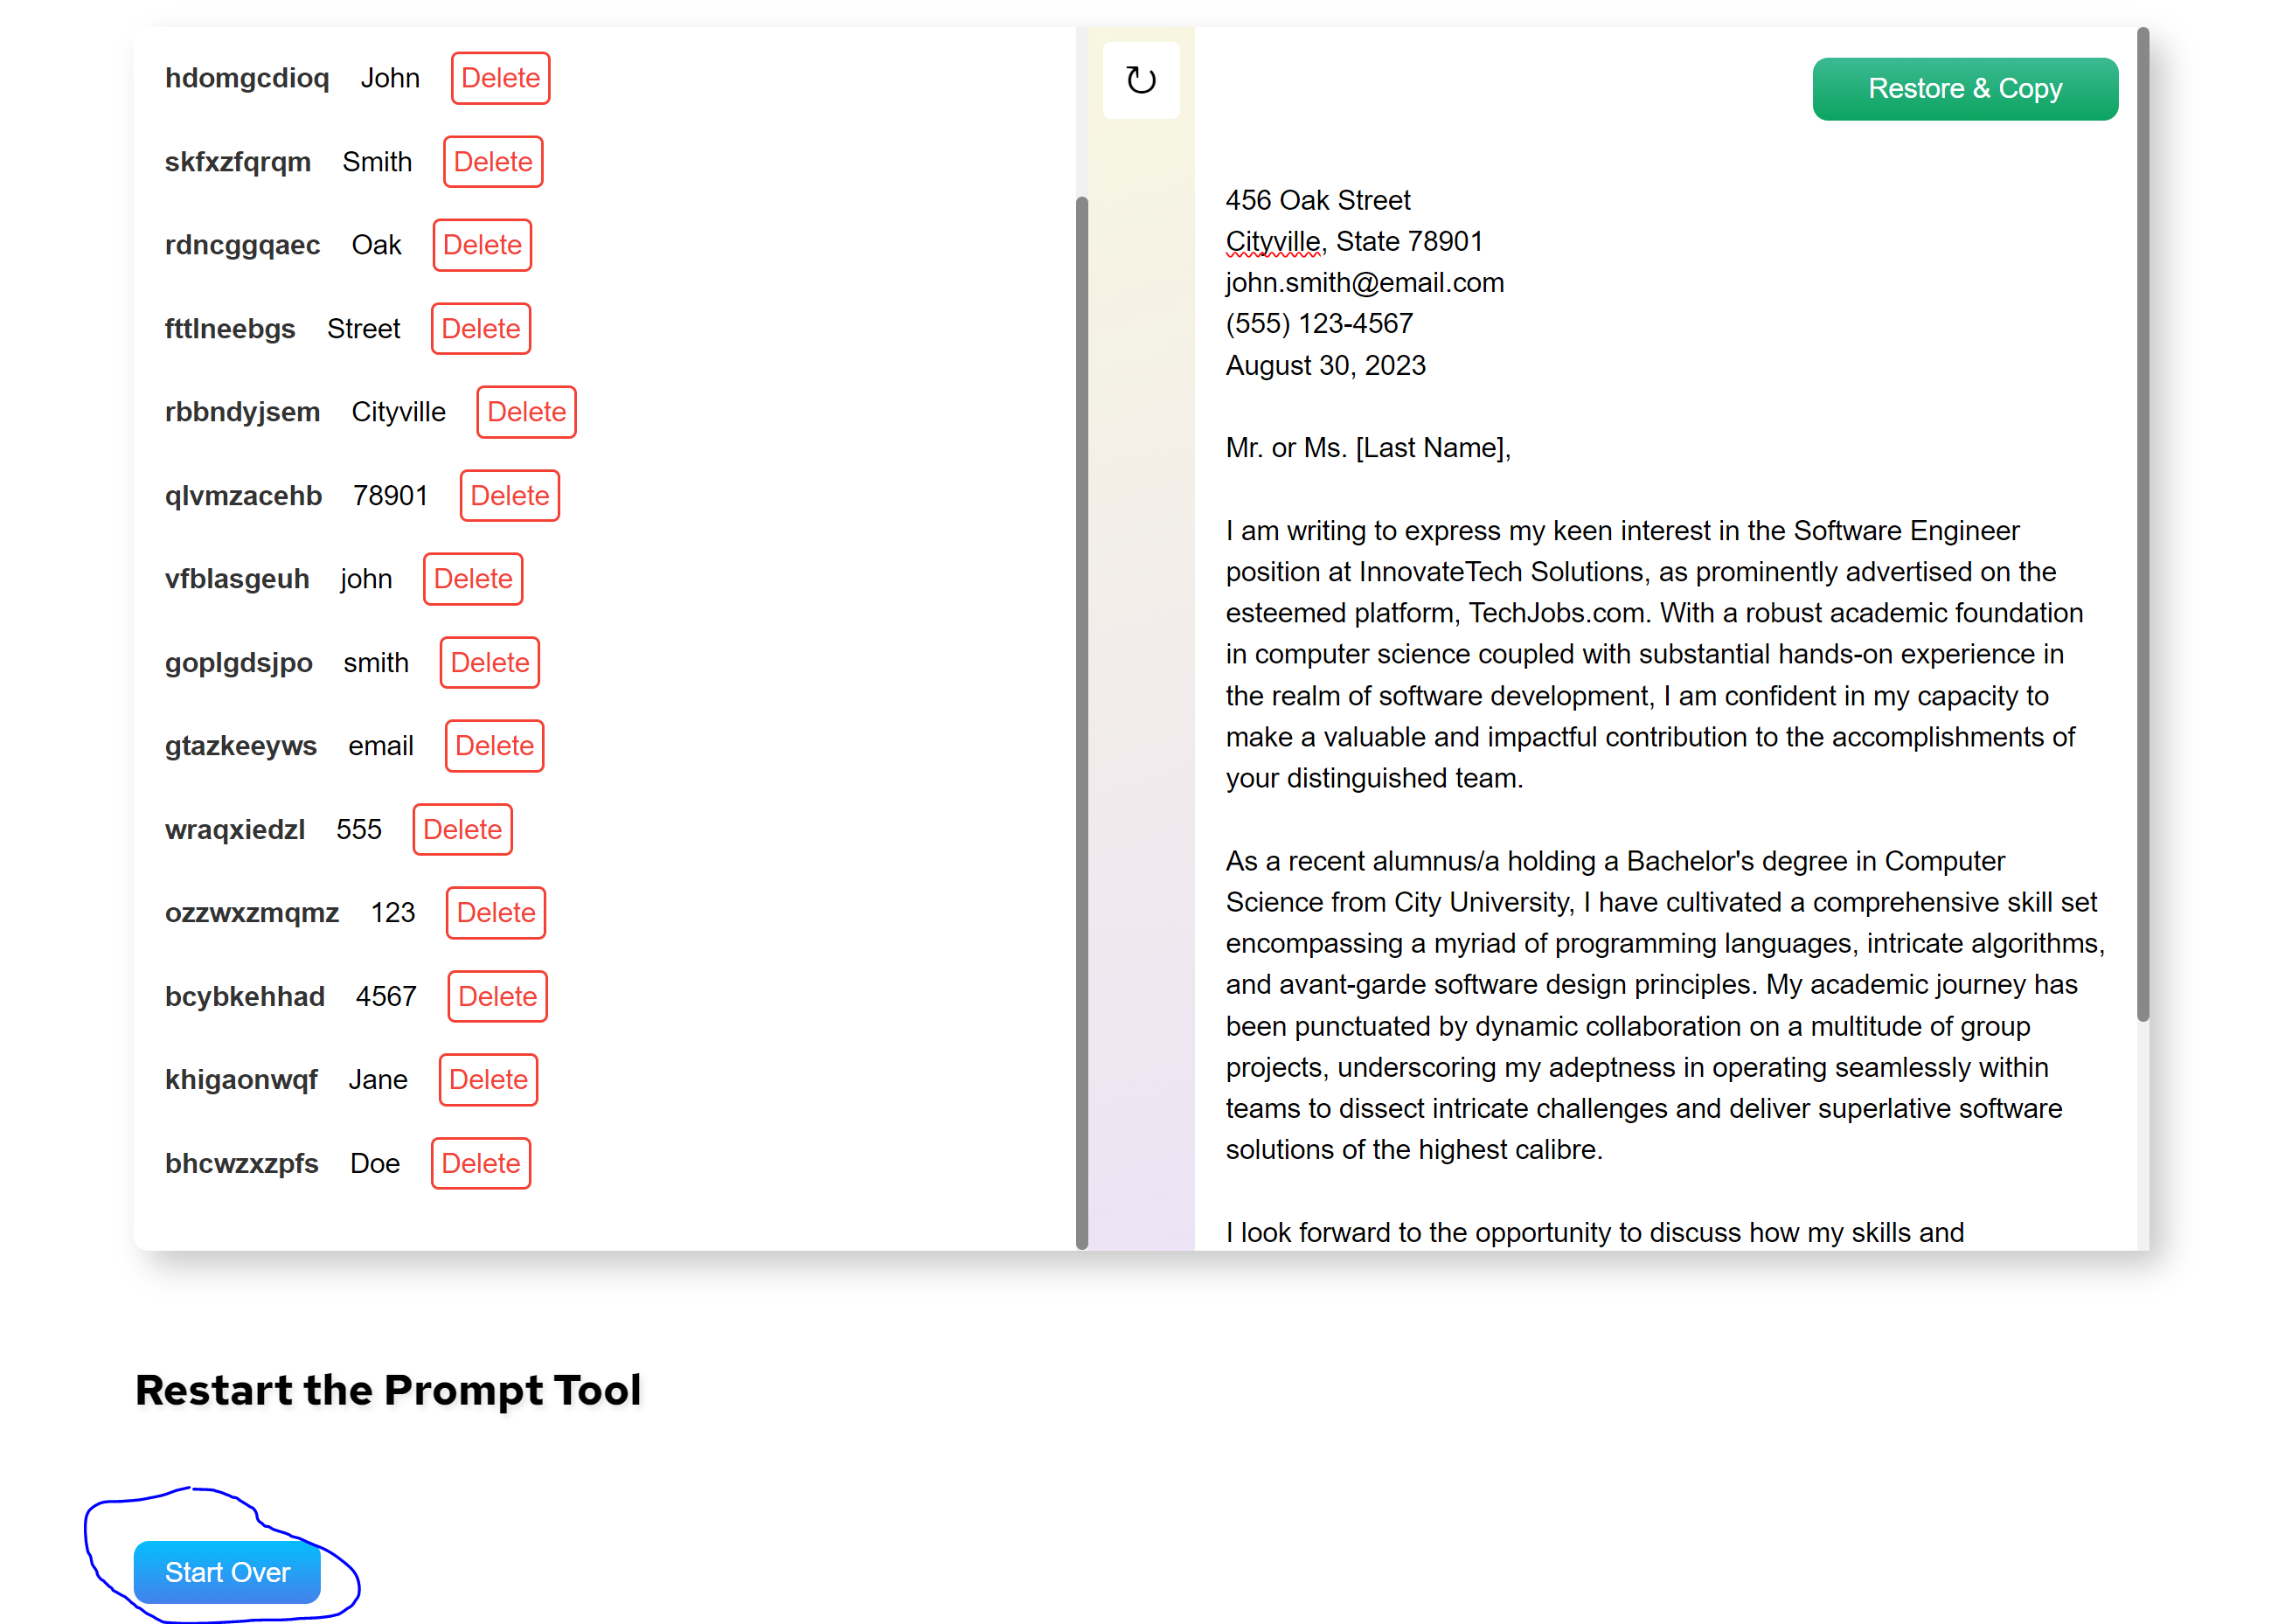 hdomgcdioq John Delete
skfxzfqrqm Smith Delete
rdncggqaec Oak Delete
fttlneebgs Street Delete
rbbndyjsem Cityville Delete
qlvmzacehb 78901 Delete
vfblasgeuh john Delete
goplgdsjpo smith Delete
gtazkeeyws email Delete
wraqxiedzl 555 Delete
ozzwxzmqmz 123 Delete
bcybkehhad 4567 Delete
khigaonwqf Jane Delete
bhcwzxzpfs Doe Delete
Restore & Copy
456 Oak Street
Cityville, State 78901
john.smith@email.com
(555) 123-4567
August 30, 2023
Mr. or Ms. [Last Name],
I am writing to express my keen interest in the Software Engineer
position at InnovateTech Solutions, as prominently advertised on the
esteemed platform, TechJobs.com. With a robust academic foundation
in computer science coupled with substantial hands-on experience in
the realm of software development, I am confident in my capacity to
make a valuable and impactful contribution to the accomplishments of
your distinguished team.
As a recent alumnus/a holding a Bachelor's degree in Computer
Science from City University, I have cultivated a comprehensive skill set
encompassing a myriad of programming languages, intricate algorithms,
and avant-garde software design principles. My academic journey has
been punctuated by dynamic collaboration on a multitude of group
projects, underscoring my adeptness in operating seamlessly within
teams to dissect intricate challenges and deliver superlative software
solutions of the highest calibre.
I look forward to the opportunity to discuss how my skills and
Restart the Prompt Tool
Start Over